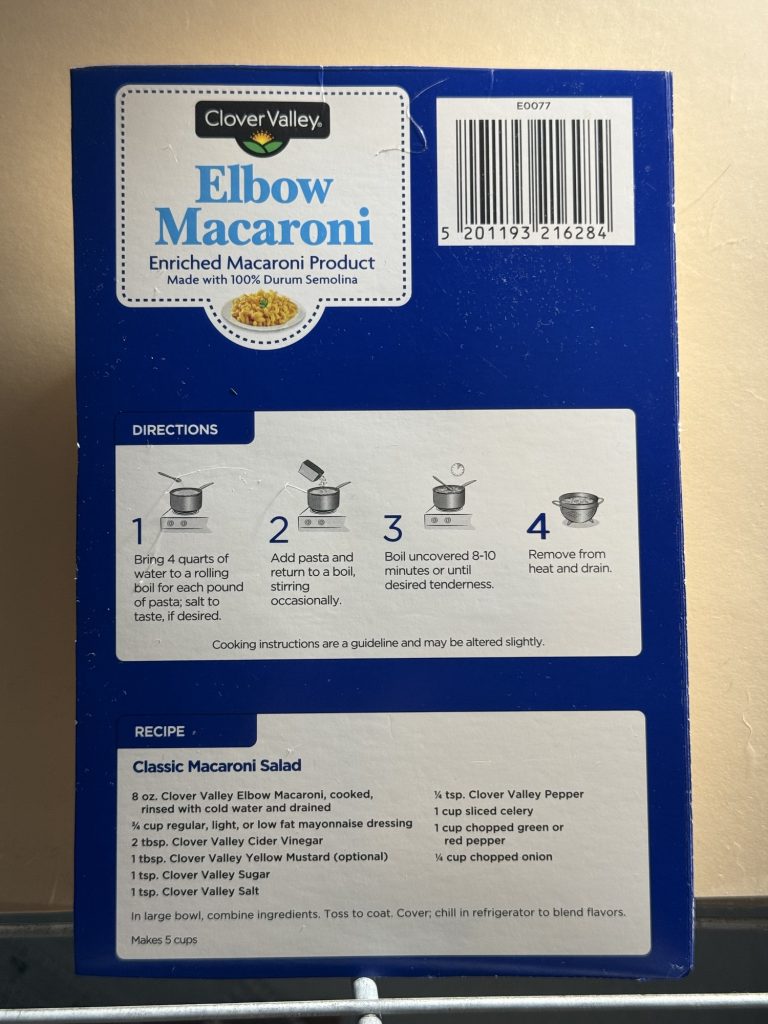 Clover Valley®
Elbow
Macaroni
Enriched Macaroni Product
Made with 100% Durum Semolina
E0077
5 201193 216284
DIRECTIONS
1
Bring 4 quarts of
water to a rolling
boil for each pound
of pasta; salt to
taste, if desired.
2
Add pasta and
return to a boil,
stirring
occasionally.
3
Boil uncovered 8-10
minutes or until
desired tenderness.
4
Remove from
heat and drain.
Cooking instructions are a guideline and may be altered slightly.
RECIPE
Classic Macaroni Salad
8 oz. Clover Valley Elbow Macaroni, cooked,
rinsed with cold water and drained
¾ cup regular, light, or low fat mayonnaise dressing
2 tbsp. Clover Valley Cider Vinegar
1 tbsp. Clover Valley Yellow Mustard (optional)
1 tsp. Clover Valley Sugar
1 tsp. Clover Valley Salt
¼ tsp. Clover Valley Pepper
1 cup sliced celery
1 cup chopped green or
red pepper
¼ cup chopped onion
In large bowl, combine ingredients. Toss to coat. Cover; chill in refrigerator to blend flavors.
Makes 5 cups